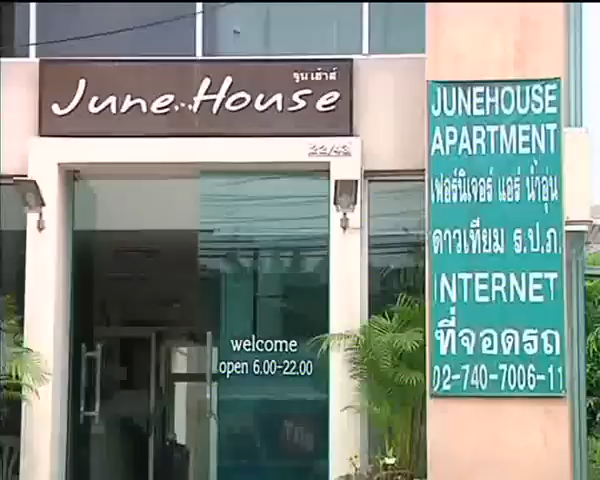 จูน เฮ้าส์
June...House
22/43
welcome
open 6.00-22.00
JUNEHOUSE
APARTMENT
เฟอร์นิเจอร์ แอร์ น้ำอุ่น
ดาวเทียม ร.ป.ภ.
INTERNET
ที่จอดรถ
02-740-7006-11